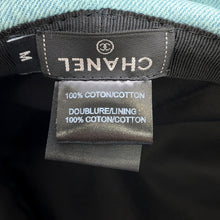 M
CHANEL
100% COTON/COTTON
DOUBLURE/LINING
100% COTON/COTTON